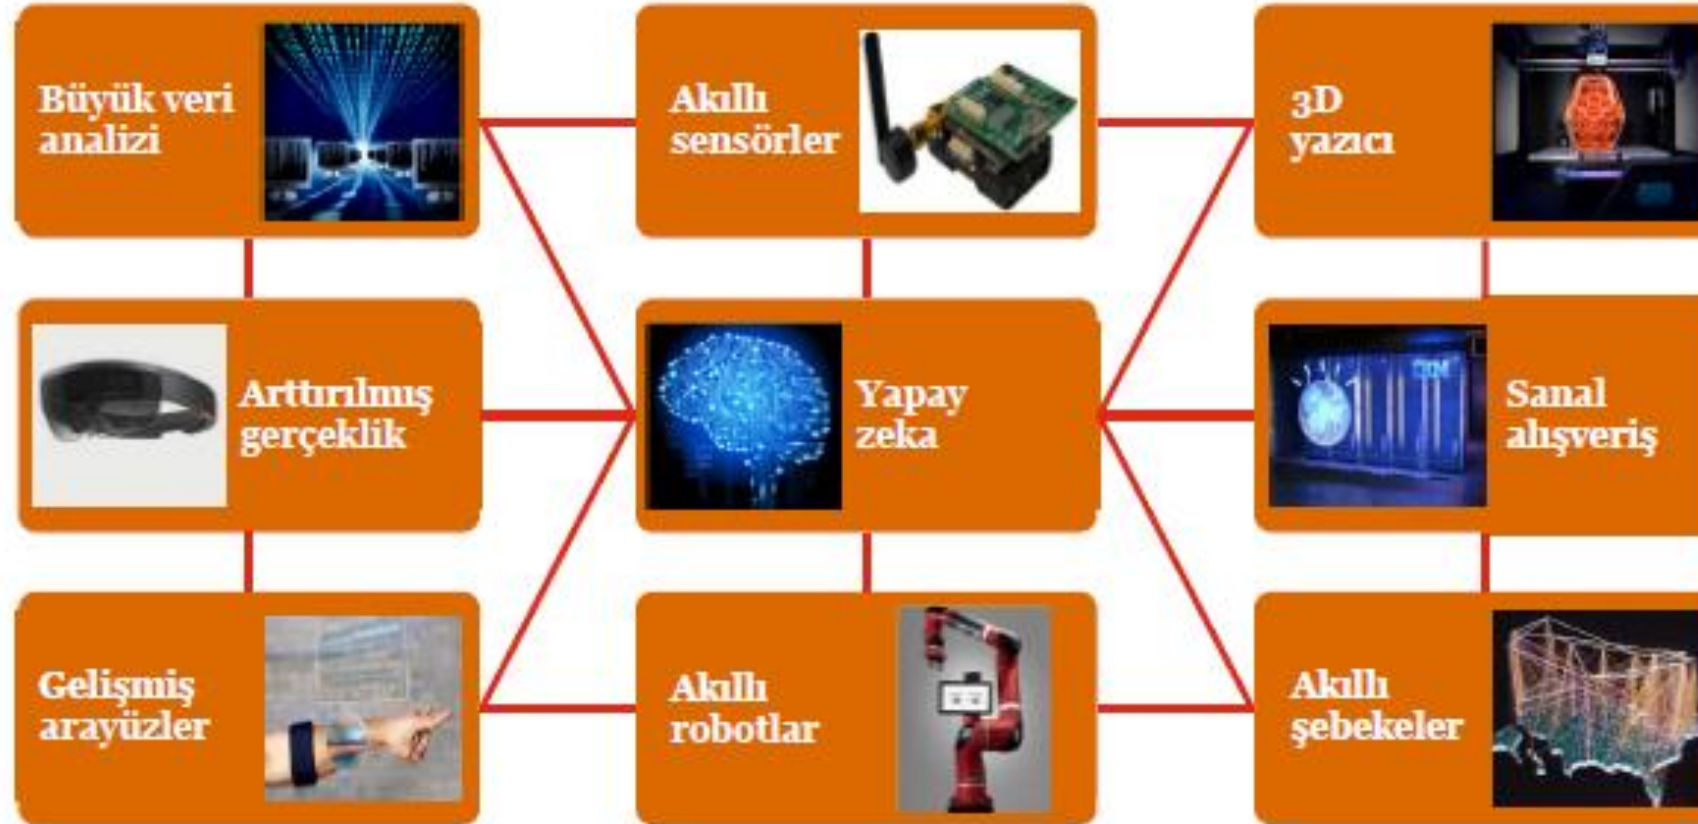 Büyük veri
analizi
Akıllı
sensörler
3D
yazıcı
Arttırılmış
gerçeklik
Yapay
zeka
IBM
Sanal
alışveriş
Gelişmiş
arayüzler
Akıllı
robotlar
Akıllı
şebekeler